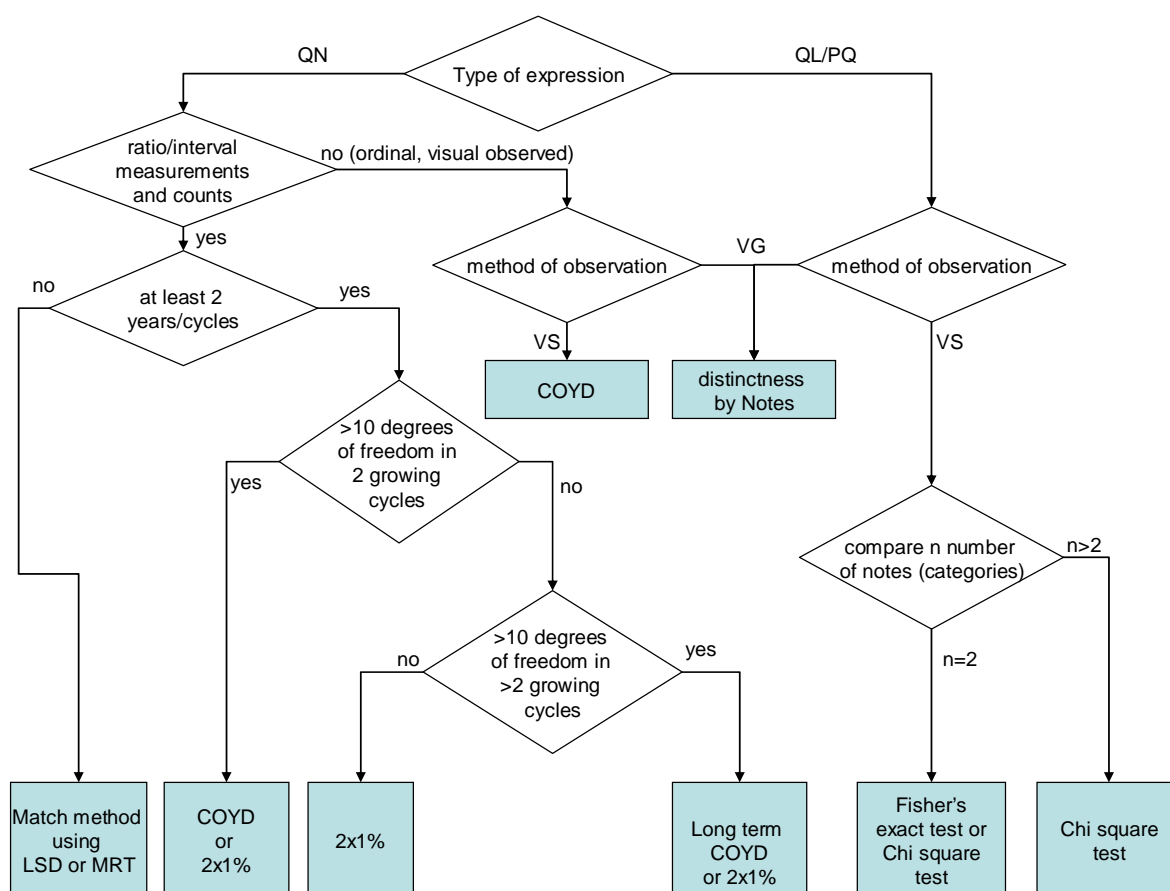 QN
QL/PQ
Type of expression
ratio/interval
measurements
and counts
no (ordinal, visual observed)
yes
method of observation
VG
method of observation
no
at least 2
years/cycles
yes
VS
VS
COYD
distinctness
by Notes
>10 degrees
of freedom in
2 growing
cycles
yes
no
compare n number
of notes (categories)
n>2
>10 degrees
of freedom in
>2 growing
cycles
no
yes
n=2
Match method
using
LSD or MRT
COYD
or
2x1%
2x1%
Long term
COYD
or 2x1%
Fisher's
exact test or
Chi square
test
Chi square
test